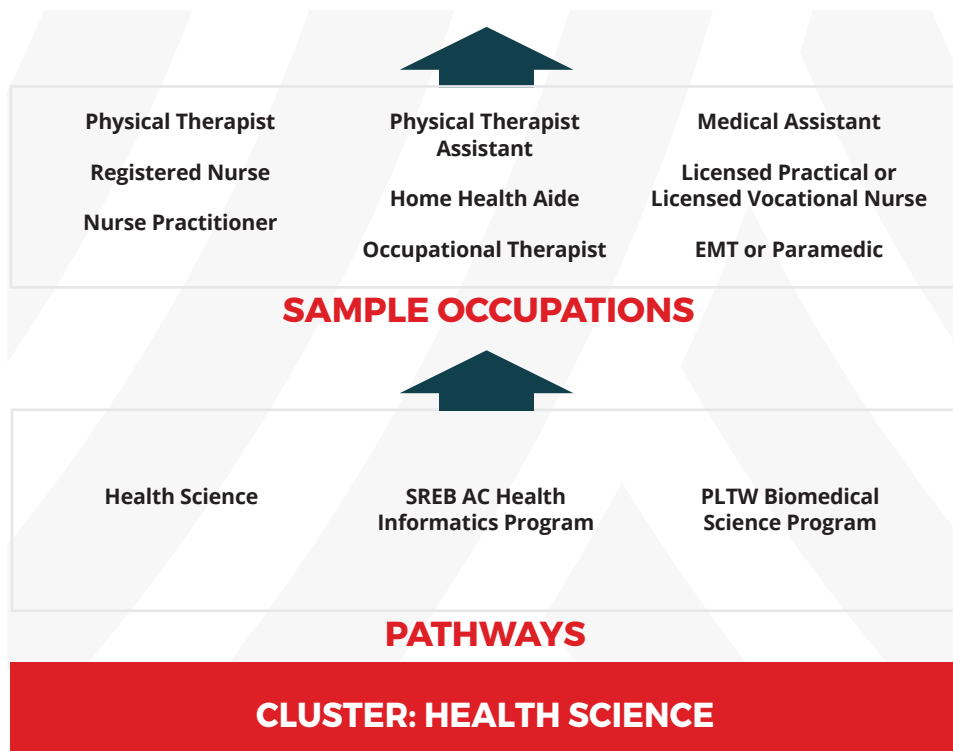 Physical Therapist
Registered Nurse
Nurse Practitioner
Physical Therapist
Assistant
Home Health Aide
Occupational Therapist
Medical Assistant
Licensed Practical or
Licensed Vocational Nurse
EMT or Paramedic
SAMPLE OCCUPATIONS
Health Science
SREB AC Health
Informatics Program
PLTW Biomedical
Science Program
PATHWAYS
CLUSTER: HEALTH SCIENCE